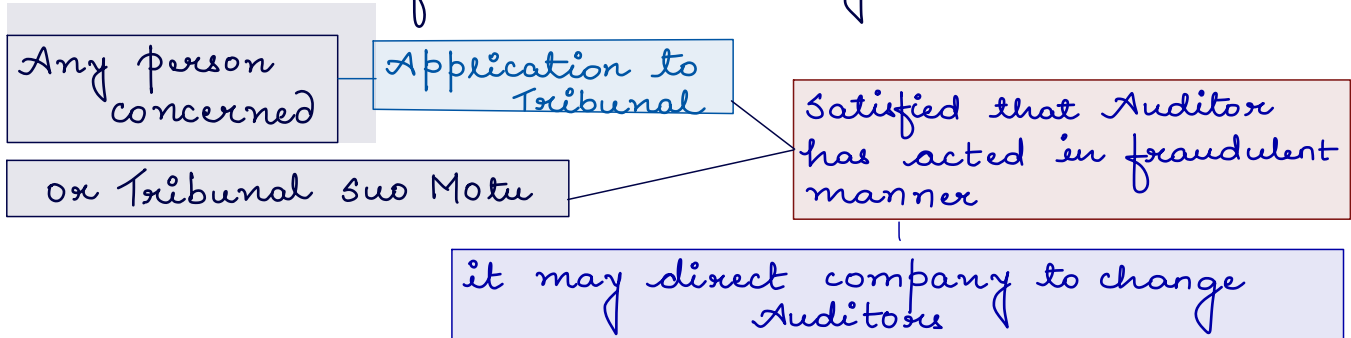 Any person
concerned
Application to
Tribunal
or Tribunal suo Motu
Satisfied that Auditor
has acted in fraudulent
manner
it may direct company to change
Auditors